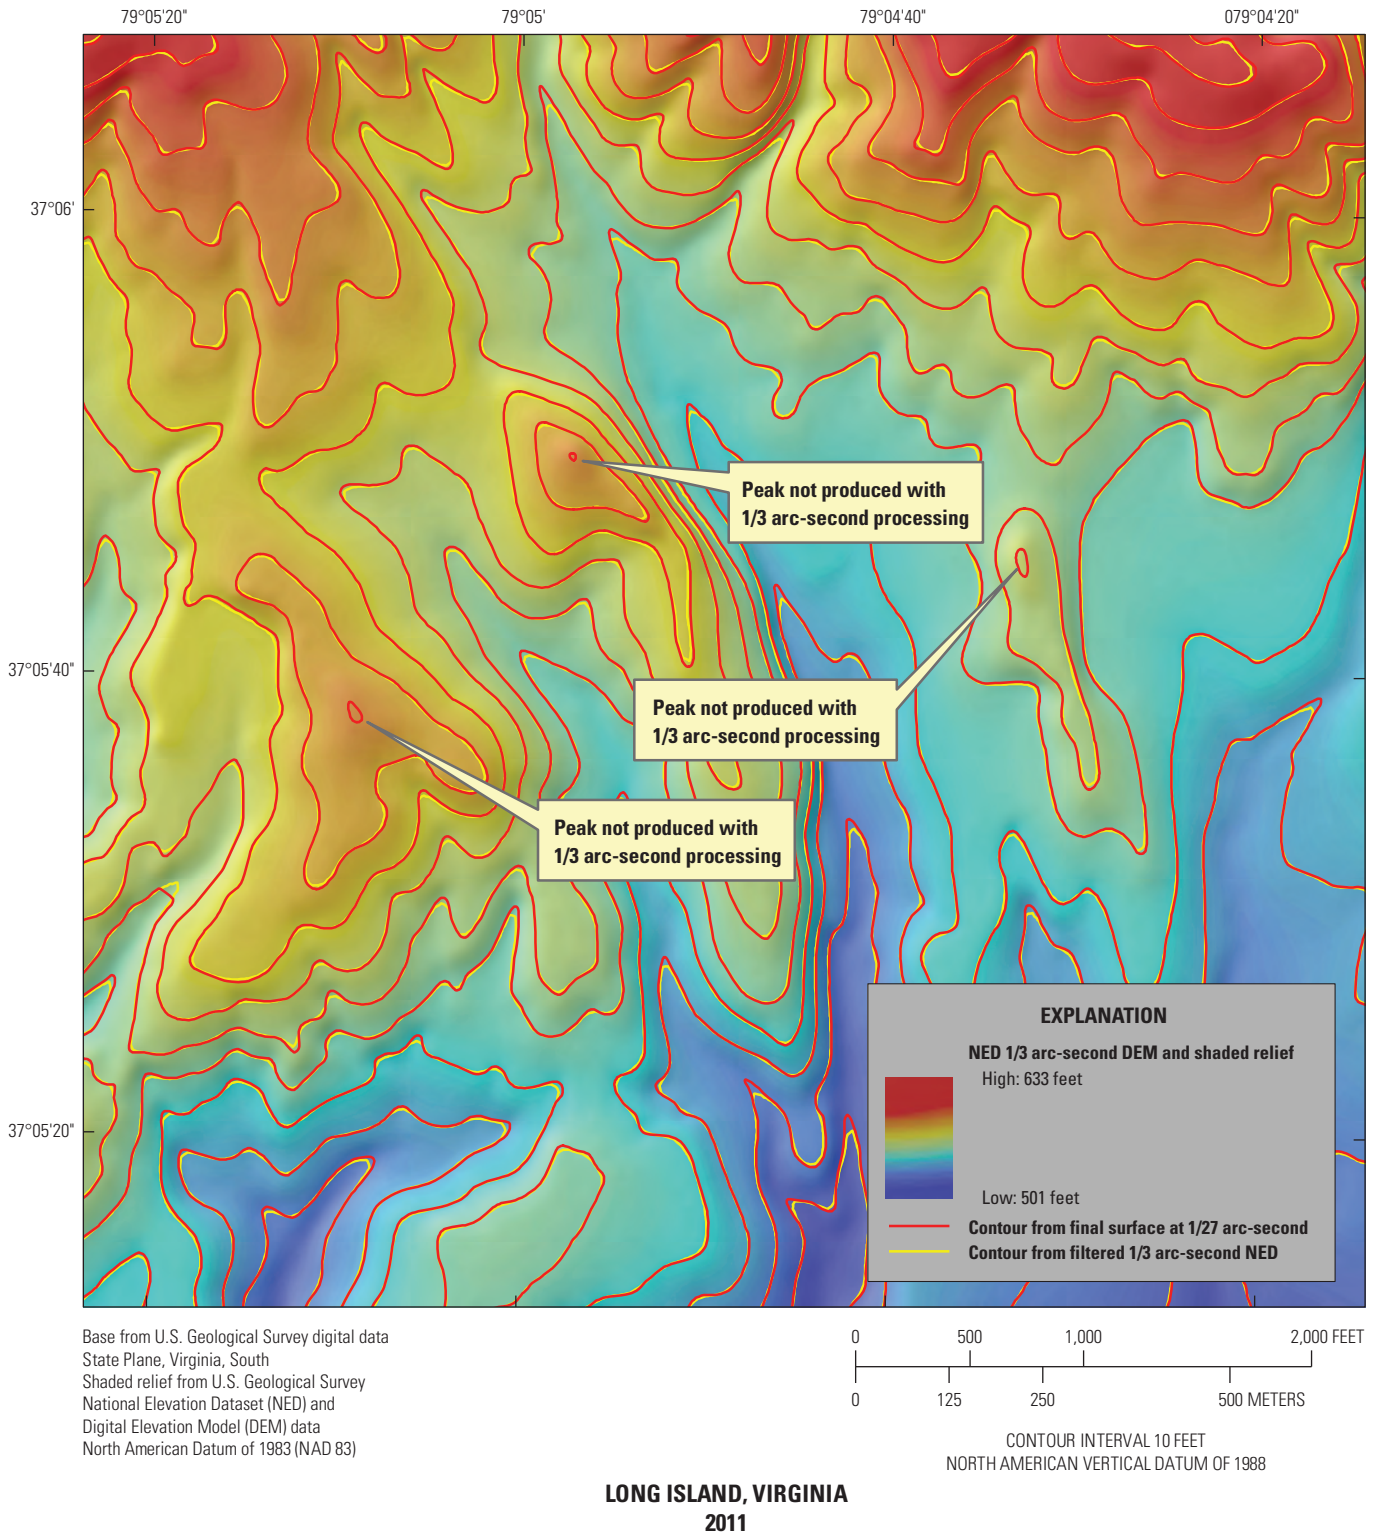 79°05'20"
79°05'
79°04'40"
079°04'20"
37°06'
37°05'40"
37°05'20"
Peak not produced with
1/3 arc-second processing
Peak not produced with
1/3 arc-second processing
Peak not produced with
1/3 arc-second processing
EXPLANATION
NED 1/3 arc-second DEM and shaded relief
High: 633 feet
Low: 501 feet
Contour from final surface at 1/27 arc-second
Contour from filtered 1/3 arc-second NED
Base from U.S. Geological Survey digital data
State Plane, Virginia, South
Shaded relief from U.S. Geological Survey
National Elevation Dataset (NED) and
Digital Elevation Model (DEM) data
North American Datum of 1983 (NAD 83)
0 500 1,000 2,000 FEET
0 125 250 500 METERS
CONTOUR INTERVAL 10 FEET
NORTH AMERICAN VERTICAL DATUM OF 1988
LONG ISLAND, VIRGINIA
2011